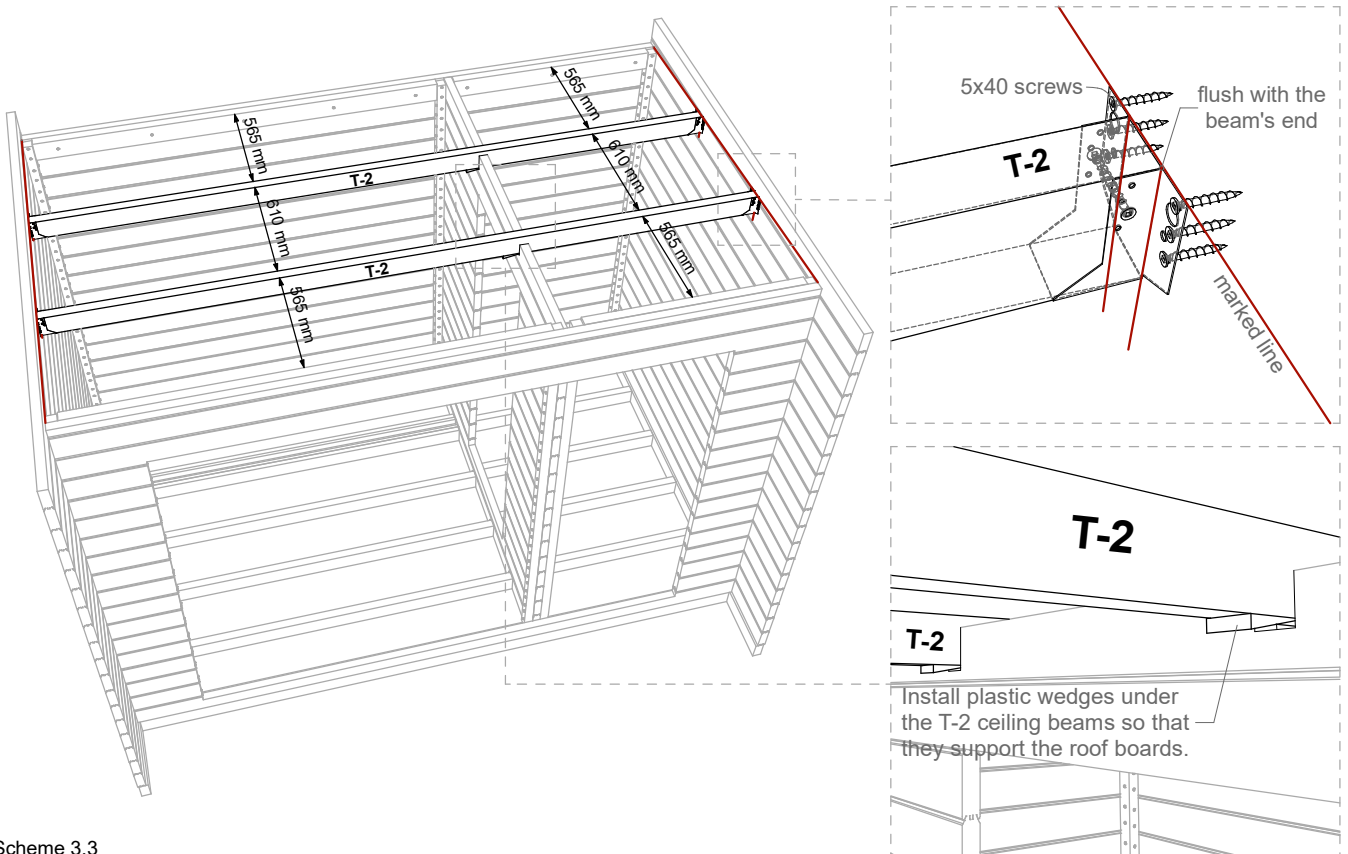 565 mm
565 mm
T-2
610 mm
610 mm
T-2
565 mm
565 mm
5x40 screws
flush with the
beam's end
T-2
marked line
T-2
T-2
Install plastic wedges under
the T-2 ceiling beams so that
they support the roof boards.
Scheme 3.3